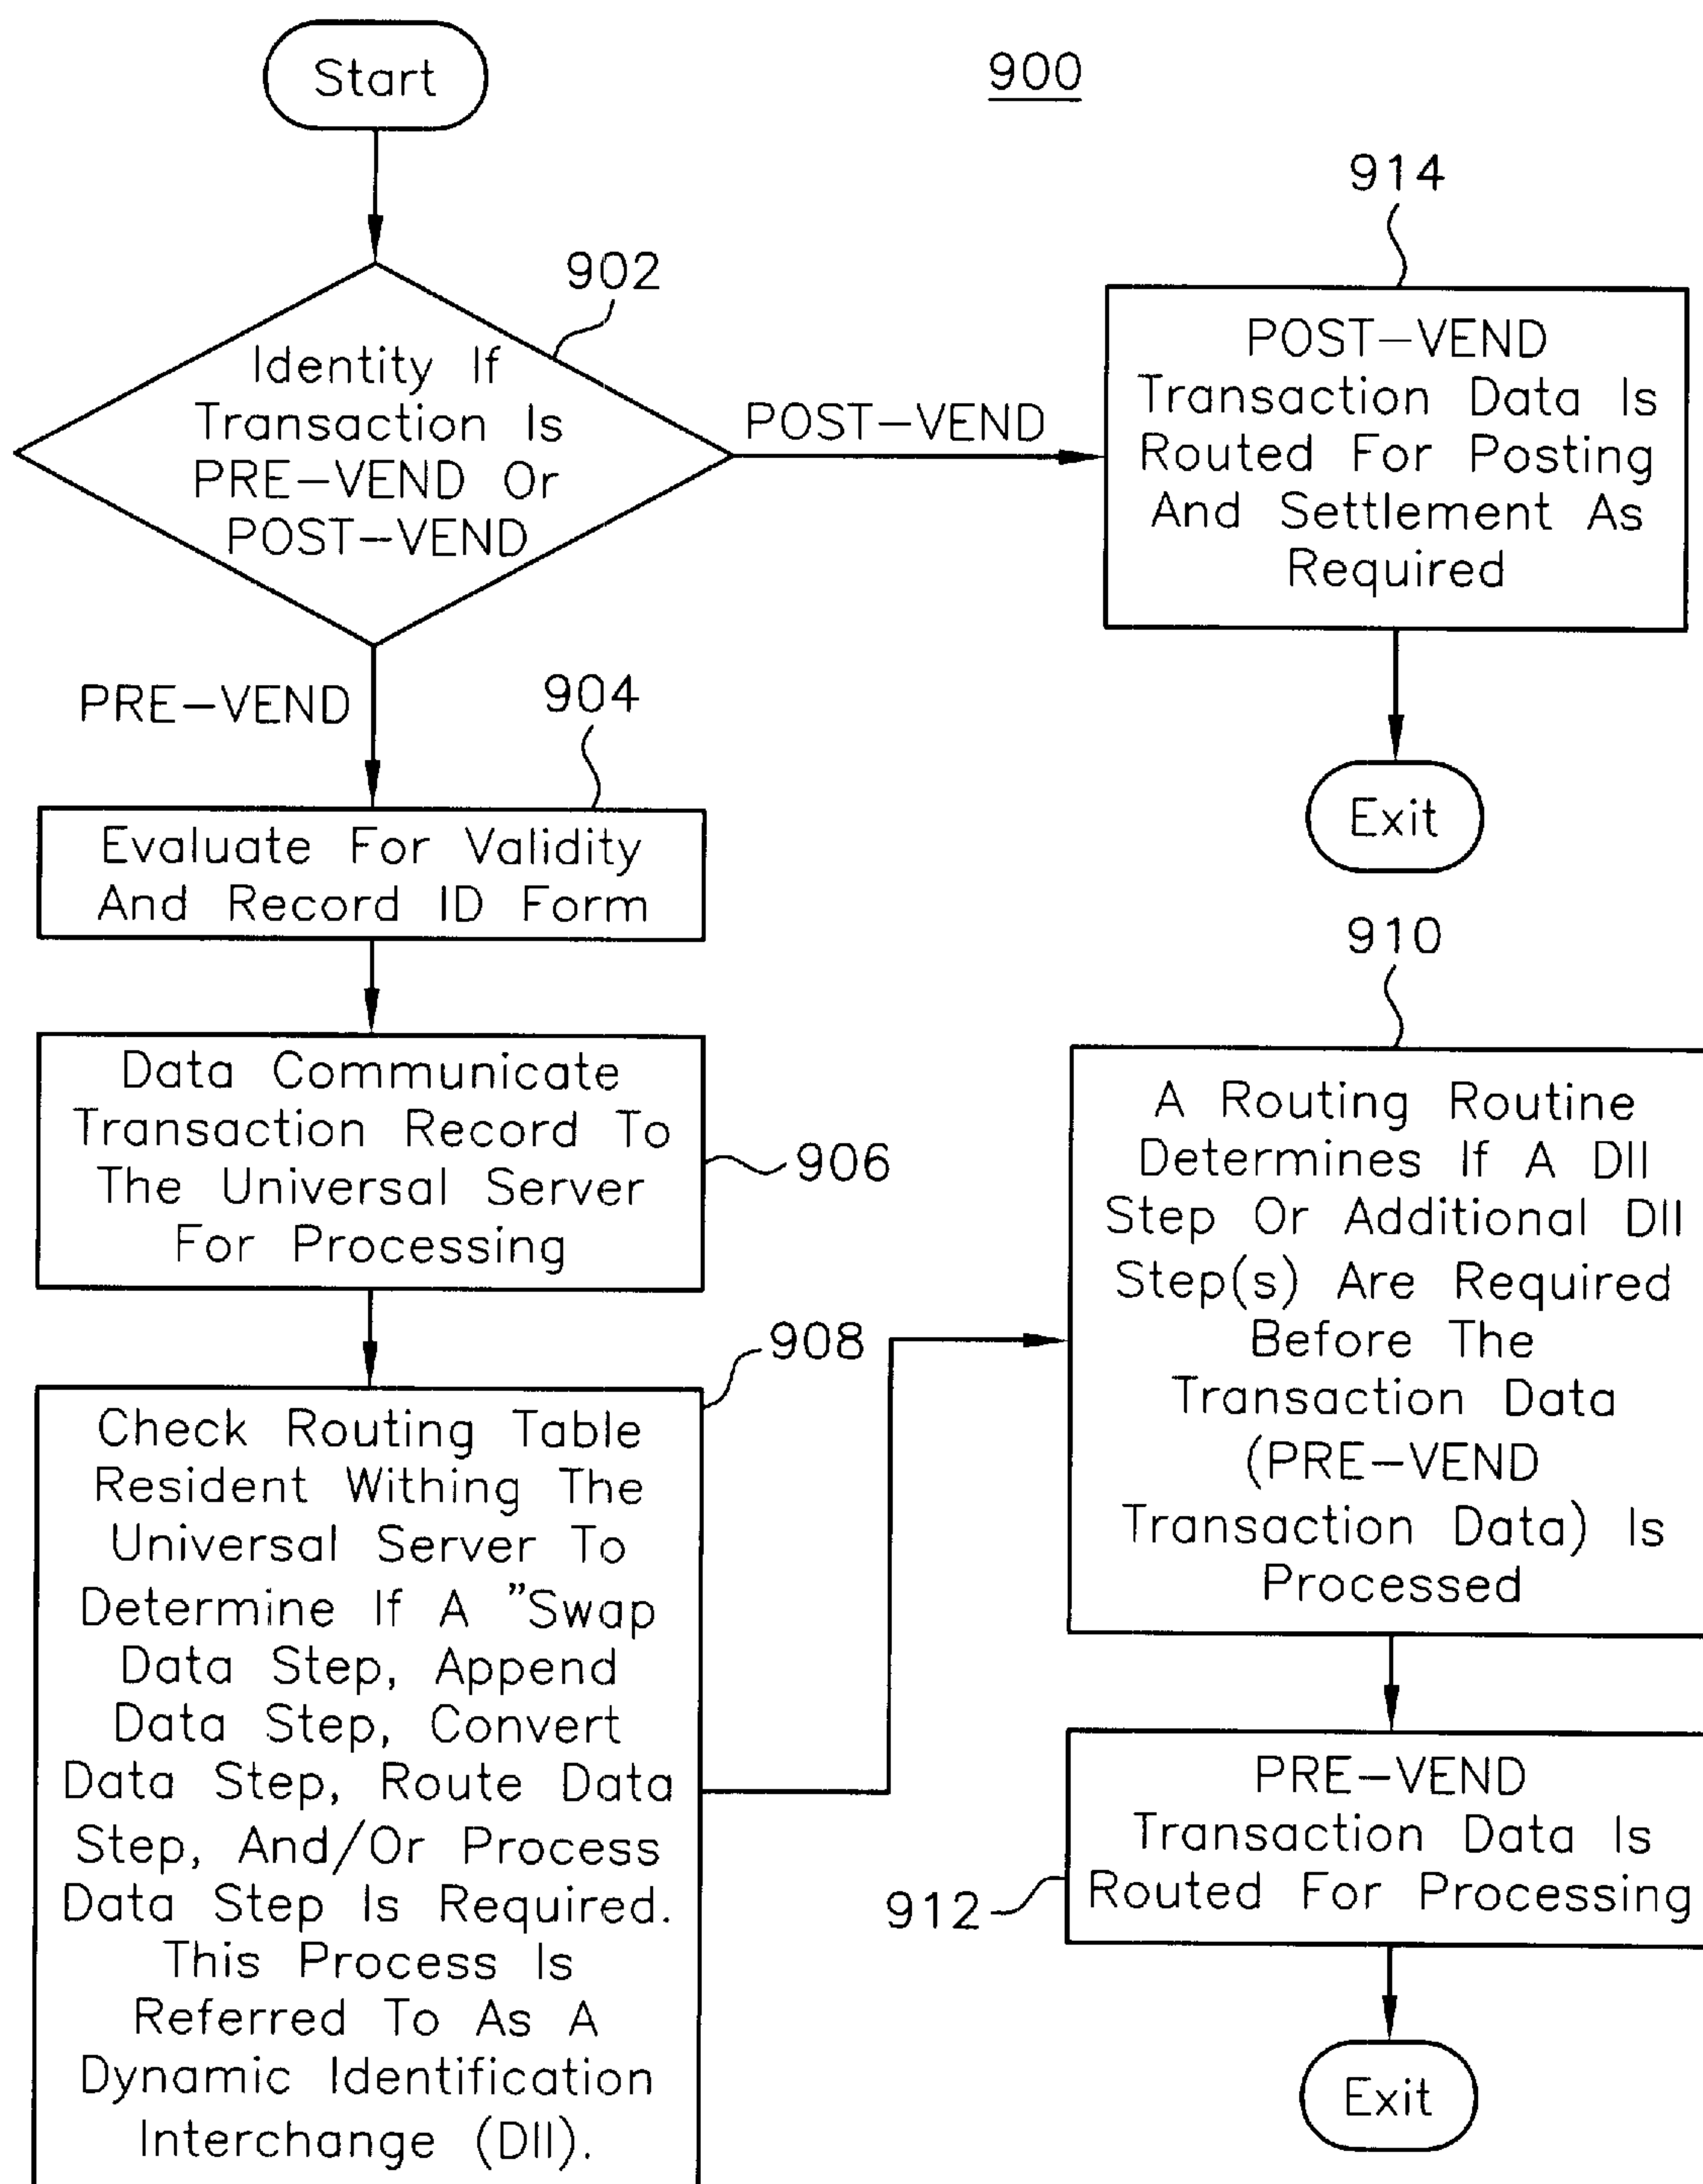 Start
900
902
Identity If
Transaction Is
PRE-VEND Or
POST-VEND
POST-VEND
914
POST-VEND
Transaction Data Is
Routed For Posting
And Settlement As
Required
Exit
PRE-VEND
904
Evaluate For Validity
And Record ID Form
Data Communicate
Transaction Record To
The Universal Server
For Processing
906
908
Check Routing Table
Resident Withing The
Universal Server To
Determine If A "Swap
Data Step, Append
Data Step, Convert
Data Step, Route Data
Step, And/Or Process
Data Step Is Required.
This Process Is
Referred To As A
Dynamic Identification
Interchange (DII).
910
A Routing Routine
Determines If A DII
Step Or Additional DII
Step(s) Are Required
Before The
Transaction Data
(PRE-VEND
Transaction Data) Is
Processed
912
PRE-VEND
Transaction Data Is
Routed For Processing
Exit